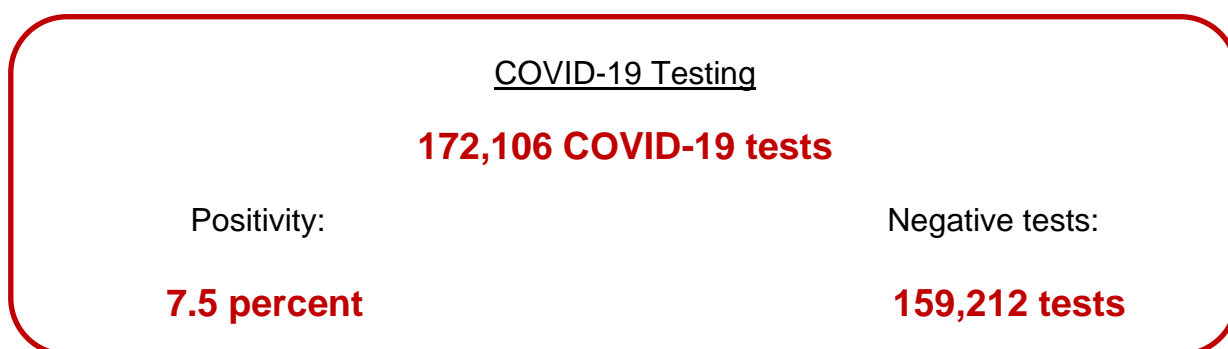 COVID-19 Testing
172,106 COVID-19 tests
Positivity: Negative tests:
7.5 percent 159,212 tests